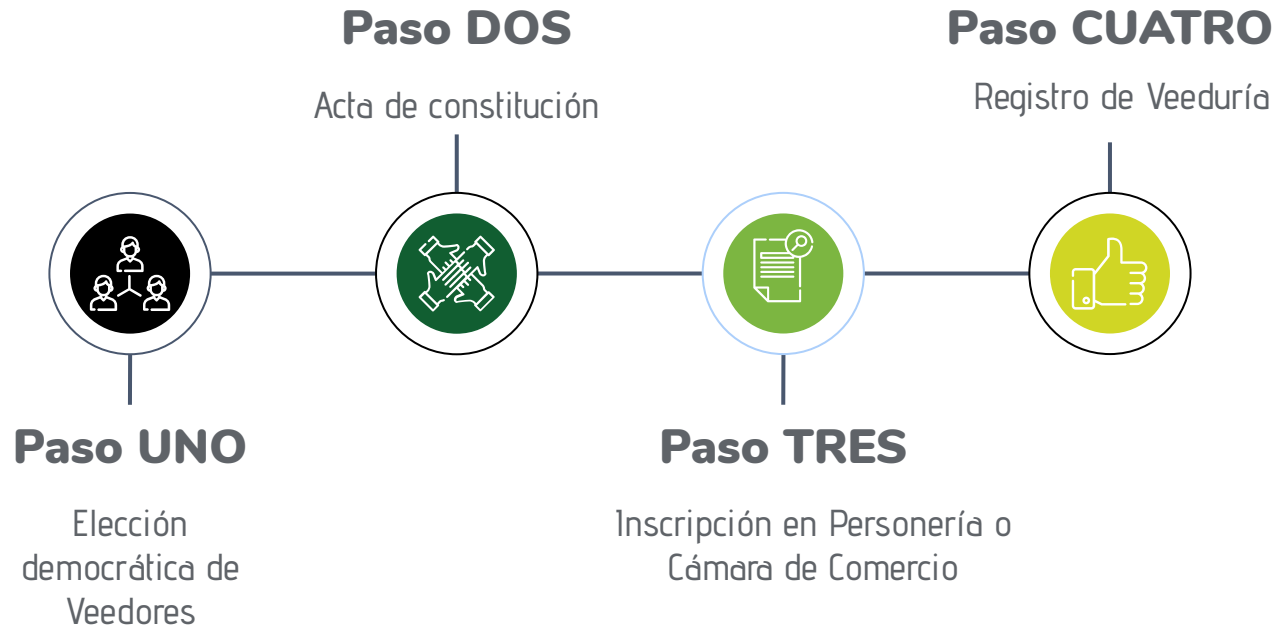 Paso UNO
Elección
democrática de
Veedores
Paso DOS
Acta de constitución
Paso TRES
Inscripción en Personería o
Cámara de Comercio
Paso CUATRO
Registro de Veeduría